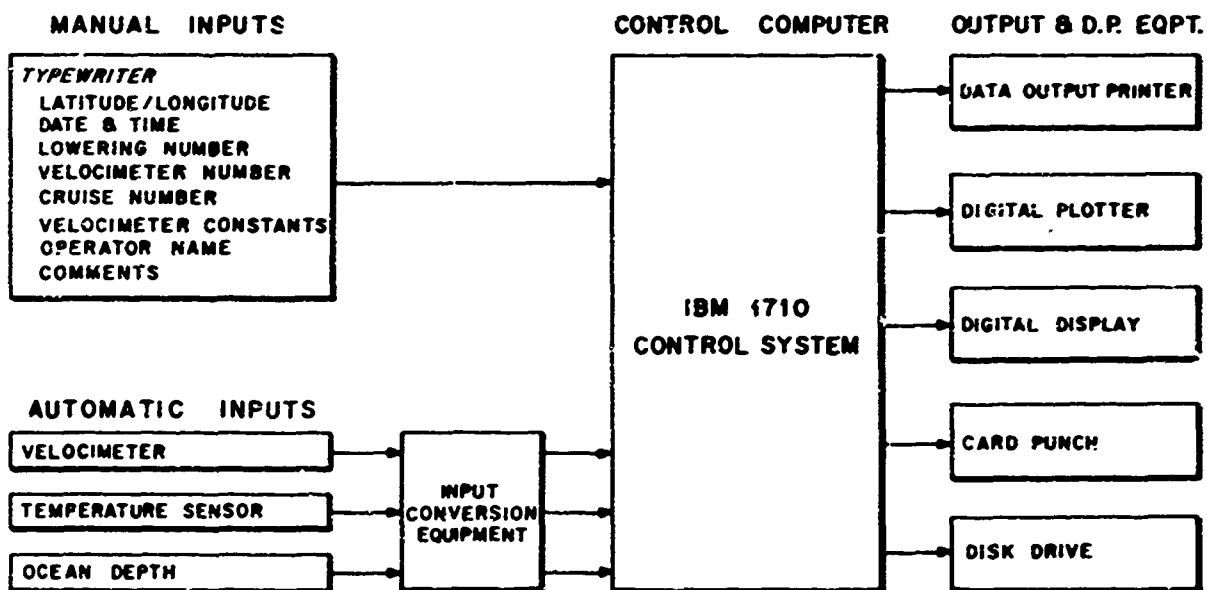 MANUAL INPUTS
TYPEWRITER
LATITUDE/LONGITUDE
DATE & TIME
LOWERING NUMBER
VELOCIMETER NUMBER
CRUISE NUMBER
VELOCIMETER CONSTANTS
OPERATOR NAME
COMMENTS
AUTOMATIC INPUTS
VELOCIMETER
TEMPERATURE SENSOR
OCEAN DEPTH
INPUT
CONVERSION
EQUIPMENT
CONTROL COMPUTER
IBM 1710
CONTROL SYSTEM
OUTPUT & D.P. EQPT.
DATA OUTPUT PRINTER
DIGITAL PLOTTER
DIGITAL DISPLAY
CARD PUNCH
DISK DRIVE